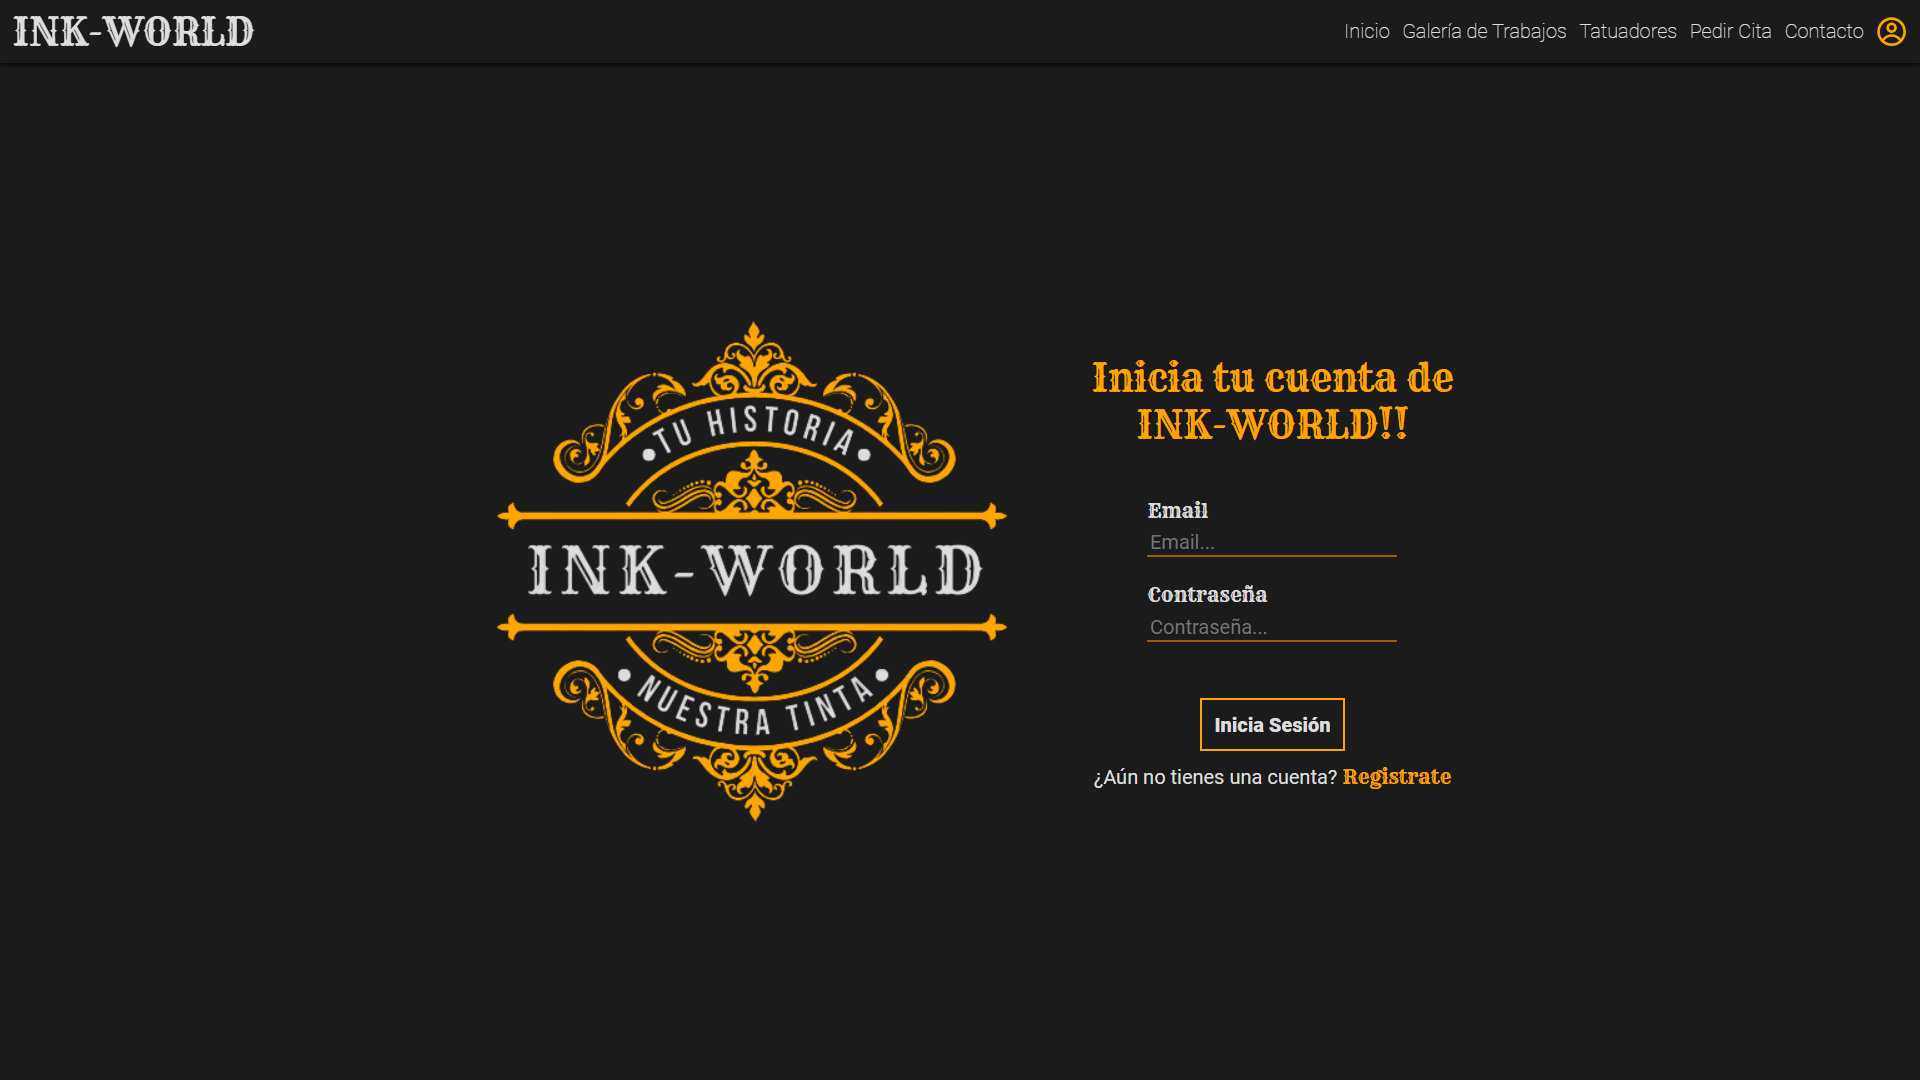 INK-WORLD
Inicio Galería de Trabajos Tatuadores Pedir Cita Contacto
TU HISTORIA
INK-WORLD
NUESTRA TINTA
Inicia tu cuenta de
INK-WORLD!!
Email
Email...
Contraseña
Contraseña...
Inicia Sesión
¿Aún no tienes una cuenta? Registrate